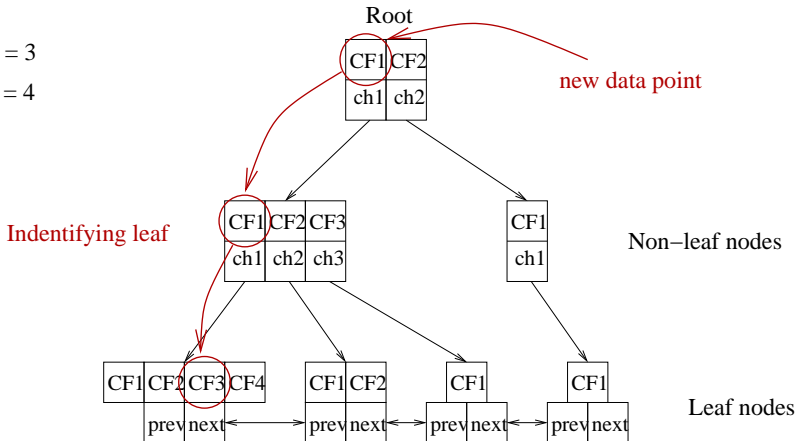 Root
= 3
CF1 CF2
new data point
= 4
ch1 ch2
CF1 CF2 CF3
CF1
Indentifying leaf
Non-leaf nodes
ch1 ch2 ch3
ch1
CF1 CF2 CF3 CF4
CF1 CF2
CF1
CF1
Leaf nodes
prev next
prev next
prev next
prev next